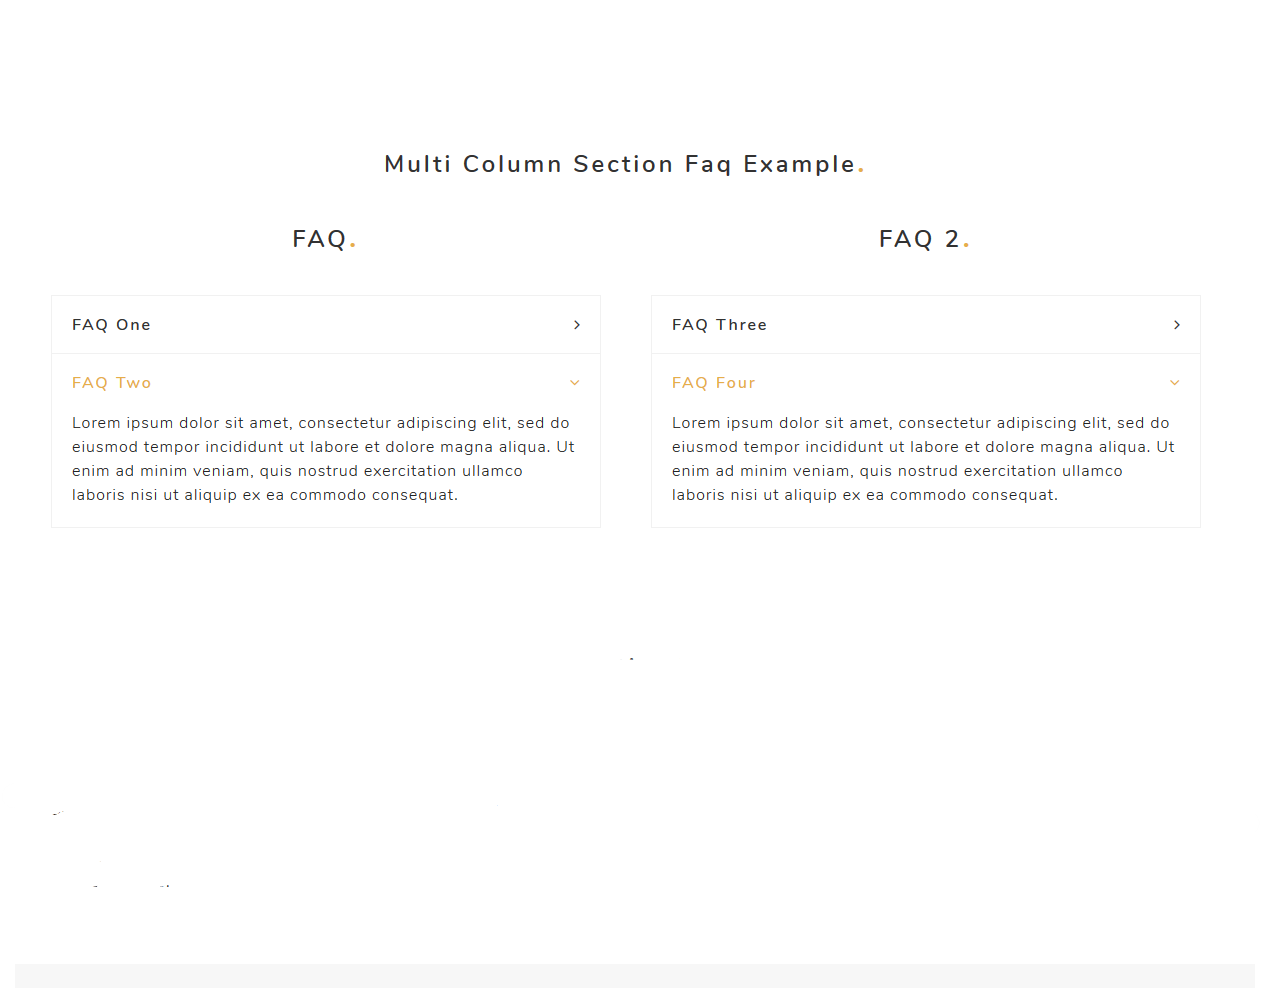 Multi Column Section Faq Example.
FAQ.
FAQ One
FAQ Two
Lorem ipsum dolor sit amet, consectetur adipiscing elit, sed do
eiusmod tempor incididunt ut labore et dolore magna aliqua. Ut
enim ad minim veniam, quis nostrud exercitation ullamco
laboris nisi ut aliquip ex ea commodo consequat.
FAQ 2.
FAQ Three
FAQ Four
Lorem ipsum dolor sit amet, consectetur adipiscing elit, sed do
eiusmod tempor incididunt ut labore et dolore magna aliqua. Ut
enim ad minim veniam, quis nostrud exercitation ullamco
laboris nisi ut aliquip ex ea commodo consequat.